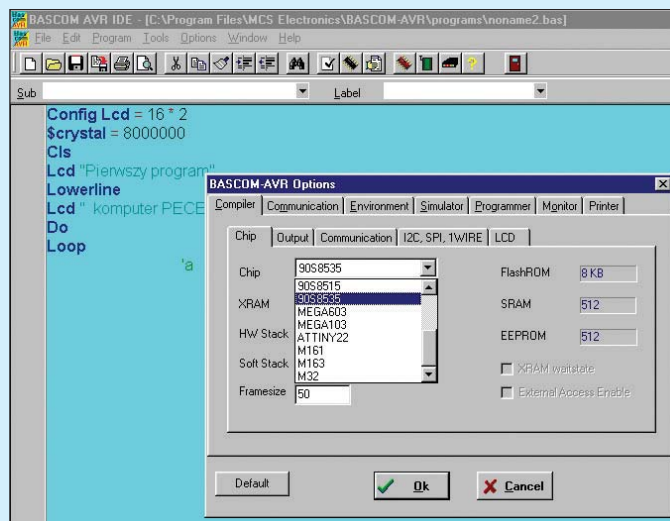 BASCOM AVR IDE - [C:\Program Files\MCS Electronics\BASCOM-AVR\programs\noname2.bas]
File Edit Program Tools Options Window Help
Sub Label
Config Lcd = 16 * 2
$crystal = 8000000
Cls
Lcd "Pierwszy program"
Lowerline
Lcd " komputer PECE
Do
Loop
'a
BASCOM-AVR Options
Compiler Communication Environment Simulator Programmer Monitor Printer
Chip Output Communication I2C, SPI, 1WIRE LCD
Chip 90S8535 FlashROM 8 KB
90S8515
XRAM 90S8535 SRAM 512
MEGA603
HW Stack MEGA103 EEPROM 512
ATTINY22
M161
Soft Stack M163 XRAM waitstate
M32
Framesize 50 External Access Enable
Default Ok Cancel